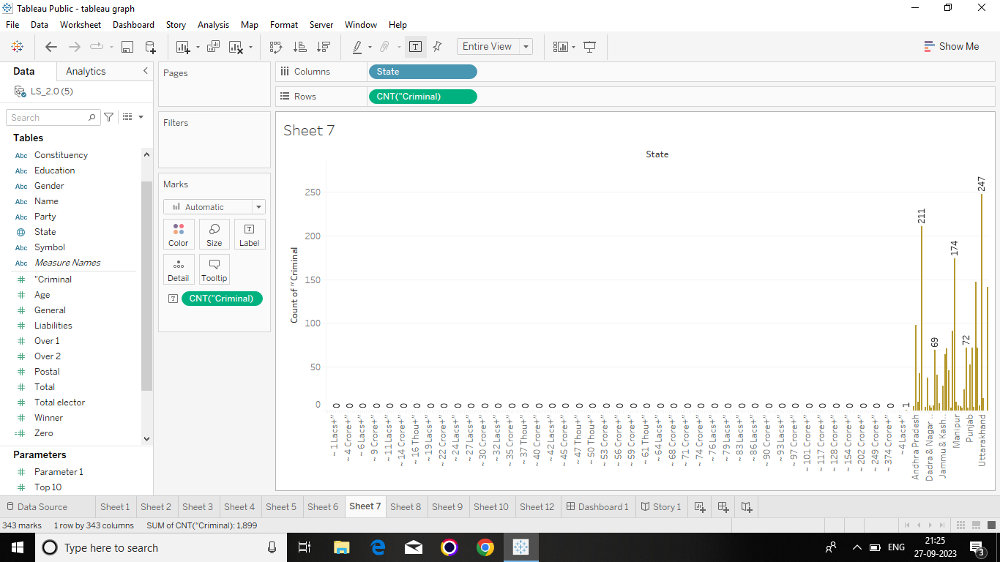 Tableau Public - tableau graph
File Data Worksheet Dashboard Story Analysis Map Format Server Window Help
Entire View
Show Me
Data Analytics
LS_2.0 (5)
Search
Tables
Abc Constituency
Abc Education
Abc Gender
Abc Name
Abc Party
State
Abc Symbol
Abc Measure Names
# "Criminal
# Age
# General
# Liabilities
# Over 1
# Over 2
# Postal
# Total
# Total elector
# Winner
=# Zero
Parameters
# Parameter 1
# Top 10
Pages
Filters
Marks
Automatic
Color Size Label
Detail Tooltip
CNT("Criminal)
Columns State
Rows CNT("Criminal)
Sheet 7
State
Count of "Criminal
250
200
150
100
50
0
0 0 0 0 0 0 0 0 0 0 0 0 0 0 0 0 0 0 0 0 0 0 0 0 0 0 0 0 0 0 0 0 0 0 0 0 0 0 0 0 0 0 0 1 211 69 174 72 247
~ 1 Lacs+"
~ 4 Crore+"
~ 6 Lacs+"
~ 9 Crore+"
~ 11 Lacs+"
~ 14 Crore+"
~ 16 Thou+"
~ 19 Lacs+"
~ 22 Crore+"
~ 24 Lacs+"
~ 27 Lacs+"
~ 30 Crore+"
~ 32 Lacs+"
~ 35 Crore+"
~ 37 Thou+"
~ 40 Crore+"
~ 42 Lacs+"
~ 45 Crore+"
~ 47 Thou+"
~ 50 Thou+"
~ 53 Crore+"
~ 56 Crore+"
~ 59 Crore+"
~ 61 Thou+"
~ 64 Lacs+"
~ 68 Crore+"
~ 71 Crore+"
~ 74 Crore+"
~ 76 Lacs+"
~ 79 Lacs+"
~ 83 Lacs+"
~ 86 Lacs+"
~ 90 Crore+"
~ 93 Lacs+"
~ 97 Crore+"
~ 101 Crore+"
~ 117 Crore+"
~ 128 Crore+"
~ 154 Crore+"
~ 202 Crore+"
~ 249 Crore+"
~ 374 Crore+"
~4 Lacs+"
Andhra Pradesh
Dadra & Nagar ..
Jammu & Kash..
Manipur
Punjab
Uttarakhand
Data Source Sheet 1 Sheet 2 Sheet 3 Sheet 4 Sheet 5 Sheet 6 Sheet 7 Sheet 8 Sheet 9 Sheet 10 Sheet 12 Dashboard 1 Story 1
343 marks 1 row by 343 columns SUM of CNT("Criminal): 1,899
Type here to search
ENG
21:25
27-09-2023
3